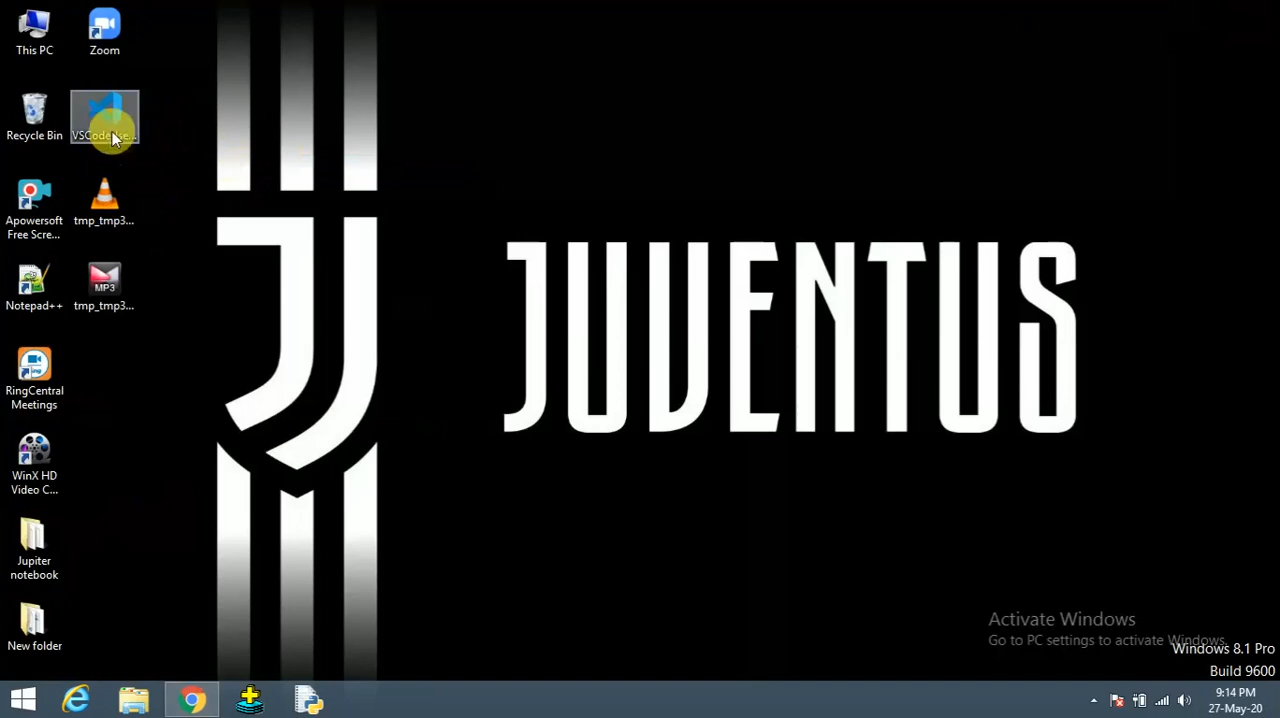 This PC
Zoom
Recycle Bin
Apowersoft
Free Scre...
tmp_tmp3...
Notepad++
MP3
tmp_tmp3...
RingCentral
Meetings
WinX HD
Video C...
Jupiter
notebook
New folder
JUVENTUS
Activate Windows
Go to PC settings to activate Windows.
Windows 8.1 Pro
Build 9600
9:14 PM
27-May-20